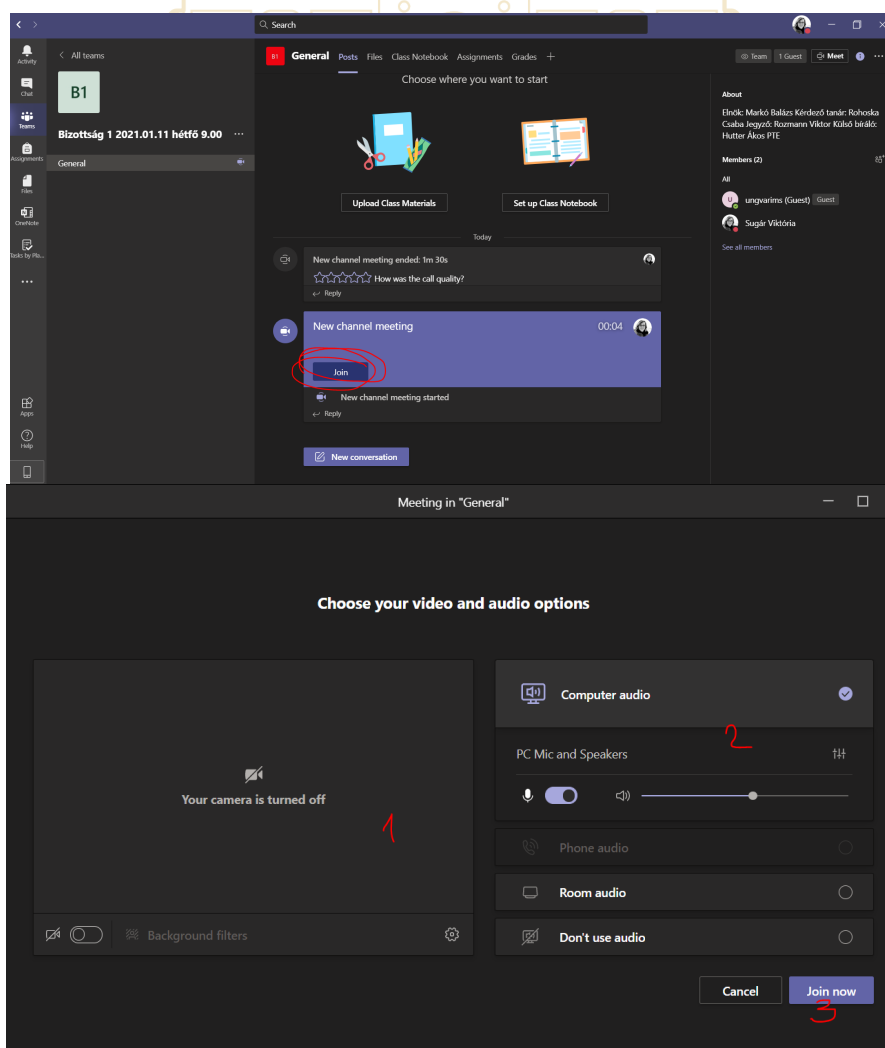 Search
Activity
Chat
Teams
Assignments
Files
OneNote
Tasks by Pla...
Apps
Help
All teams
B1
Bizottság 1 2021.01.11 hétfő 9.00 ...
General
B1 General Posts Files Class Notebook Assignments Grades +
Team 1 Guest Meet
Choose where you want to start
Upload Class Materials Set up Class Notebook
Today
New channel meeting ended: 1m 30s
How was the call quality?
Reply
New channel meeting 00:04
Join
New channel meeting started
Reply
New conversation
About
Elnök: Markó Balázs Kérdező tanár: Rohoska
Csaba Jegyző: Rozmann Viktor Külső bíráló:
Hutter Ákos PTE
Members (2)
All
U ungvarims (Guest) Guest
Sugár Viktória
See all members
Meeting in "General"
Choose your video and audio options
Your camera is turned off
1
Background filters
Computer audio
2
PC Mic and Speakers
Phone audio
Room audio
Don't use audio
Cancel Join now
3